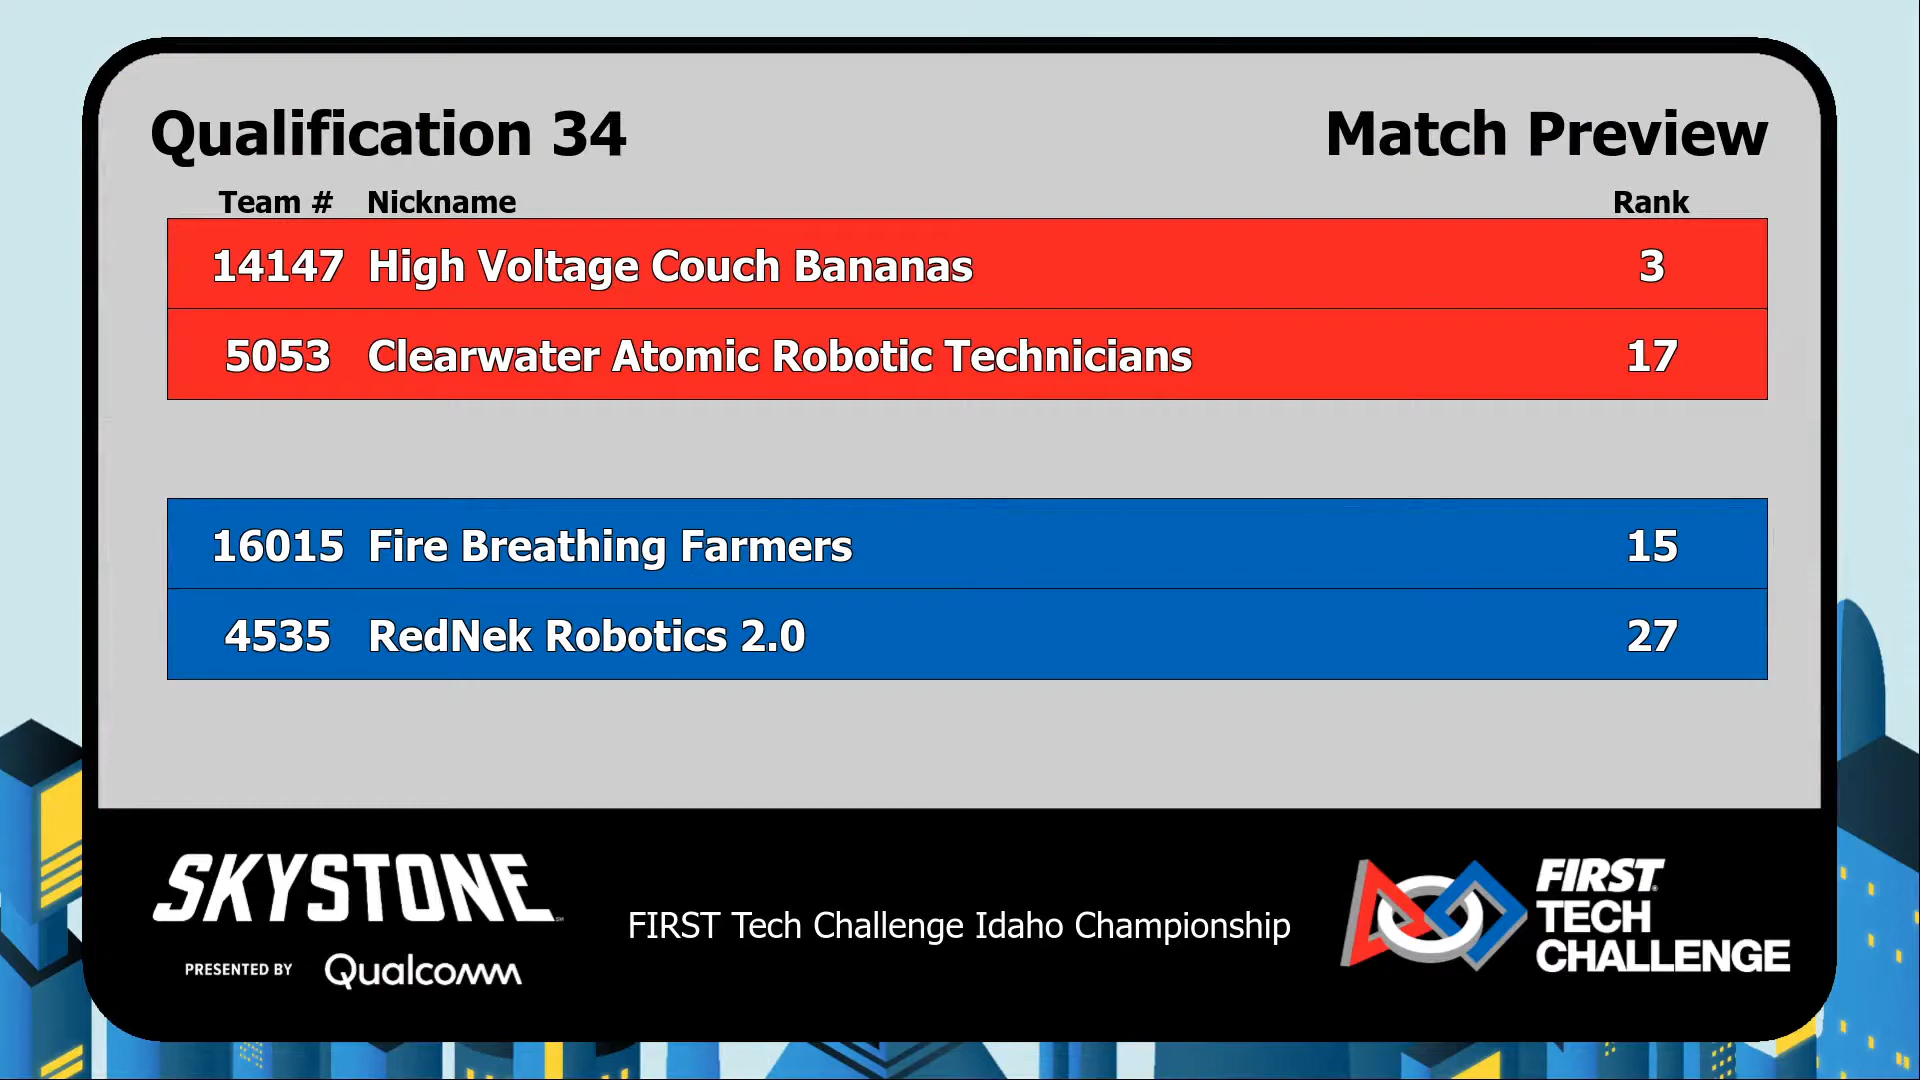 Qualification 34 Match Preview
Team # Nickname Rank
14147 High Voltage Couch Bananas 3
5053 Clearwater Atomic Robotic Technicians 17
16015 Fire Breathing Farmers 15
4535 RedNek Robotics 2.0 27
SKYSTONE℠
PRESENTED BY Qualcomm
FIRST Tech Challenge Idaho Championship
FIRST®
TECH
CHALLENGE